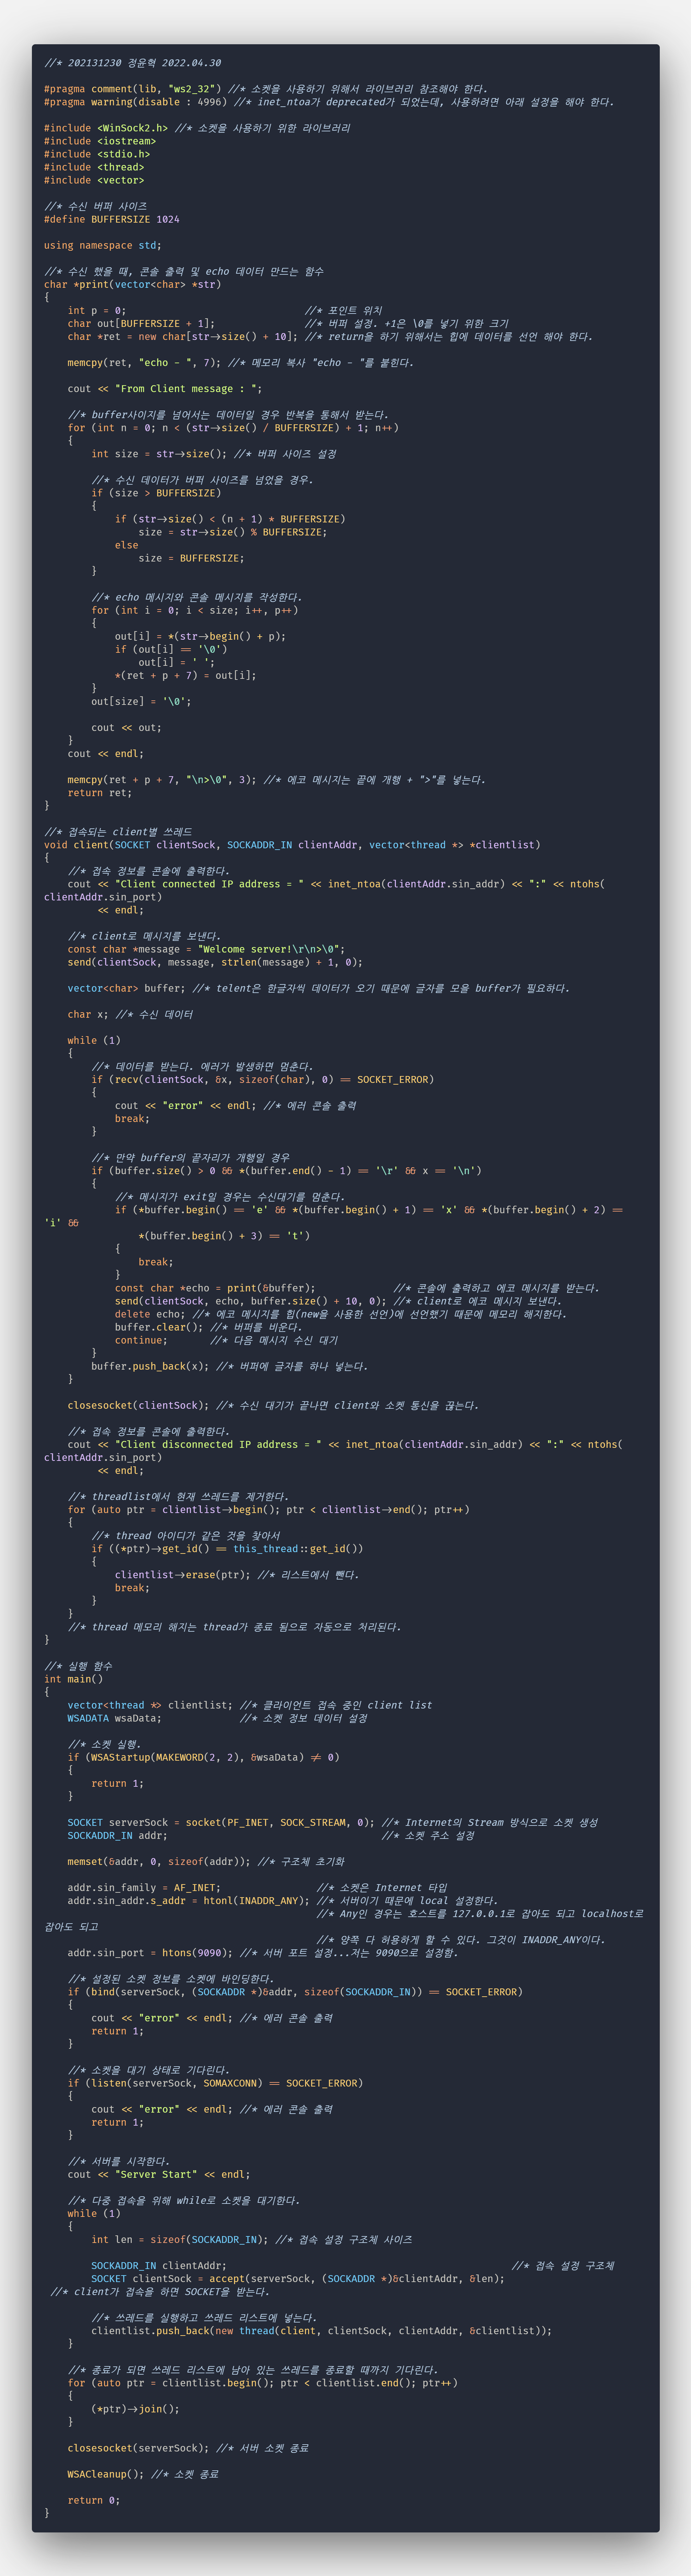 //* 202131230 정윤혁 2022.04.30
#pragma comment(lib, "ws2_32") //* 소켓을 사용하기 위해서 라이브러리 참조해야 한다.
#pragma warning(disable : 4996) //* inet_ntoa가 deprecated가 되었는데, 사용하려면 아래 설정을 해야 한다.
#include <WinSock2.h> //* 소켓을 사용하기 위한 라이브러리
#include <iostream>
#include <stdio.h>
#include <thread>
#include <vector>
//* 수신 버퍼 사이즈
#define BUFFERSIZE 1024
using namespace std;
//* 수신 했을 때, 콘솔 출력 및 echo 데이터 만드는 함수
char *print(vector<char> *str)
{
    int p = 0;                              //* 포인트 위치
    char out[BUFFERSIZE + 1];               //* 버퍼 설정. +1은 \0를 넣기 위한 크기
    char *ret = new char[str->size() + 10]; //* return을 하기 위해서는 힙에 데이터를 선언 해야 한다.
    memcpy(ret, "echo - ", 7); //* 메모리 복사 "echo - "를 붙힌다.
    cout << "From Client message : ";
    //* buffer사이지를 넘어서는 데이터일 경우 반복을 통해서 받는다.
    for (int n = 0; n < (str->size() / BUFFERSIZE) + 1; n++)
    {
        int size = str->size(); //* 버퍼 사이즈 설정
        //* 수신 데이터가 버퍼 사이즈를 넘었을 경우.
        if (size > BUFFERSIZE)
        {
            if (str->size() < (n + 1) * BUFFERSIZE)
                size = str->size() % BUFFERSIZE;
            else
                size = BUFFERSIZE;
        }
        //* echo 메시지와 콘솔 메시지를 작성한다.
        for (int i = 0; i < size; i++, p++)
        {
            out[i] = *(str->begin() + p);
            if (out[i] == '\0')
                out[i] = ' ';
            *(ret + p + 7) = out[i];
        }
        out[size] = '\0';
        cout << out;
    }
    cout << endl;
    memcpy(ret + p + 7, "\n>\0", 3); //* 에코 메시지는 끝에 개행 + ">"를 넣는다.
    return ret;
}
//* 접속되는 client별 쓰레드
void client(SOCKET clientSock, SOCKADDR_IN clientAddr, vector<thread *> *clientlist)
{
    //* 접속 정보를 콘솔에 출력한다.
    cout << "Client connected IP address = " << inet_ntoa(clientAddr.sin_addr) << ":" << ntohs(
clientAddr.sin_port)
         << endl;
    //* client로 메시지를 보낸다.
    const char *message = "Welcome server!\r\n>\0";
    send(clientSock, message, strlen(message) + 1, 0);
    vector<char> buffer; //* telent은 한글자씩 데이터가 오기 때문에 글자를 모을 buffer가 필요하다.
    char x; //* 수신 데이터
    while (1)
    {
        //* 데이터를 받는다. 에러가 발생하면 멈춘다.
        if (recv(clientSock, &x, sizeof(char), 0) == SOCKET_ERROR)
        {
            cout << "error" << endl; //* 에러 콘솔 출력
            break;
        }
        //* 만약 buffer의 끝자리가 개행일 경우
        if (buffer.size() > 0 && *(buffer.end() - 1) == '\r' && x == '\n')
        {
            //* 메시지가 exit일 경우는 수신대기를 멈춘다.
            if (*buffer.begin() == 'e' && *(buffer.begin() + 1) == 'x' && *(buffer.begin() + 2) ==
'i' &&
                *(buffer.begin() + 3) == 't')
            {
                break;
            }
            const char *echo = print(&buffer);             //* 콘솔에 출력하고 에코 메시지를 받는다.
            send(clientSock, echo, buffer.size() + 10, 0); //* client로 에코 메시지 보낸다.
            delete echo; //* 에코 메시지를 힙(new을 사용한 선언)에 선언했기 때문에 메모리 해지한다.
            buffer.clear(); //* 버퍼를 비운다.
            continue;       //* 다음 메시지 수신 대기
        }
        buffer.push_back(x); //* 버퍼에 글자를 하나 넣는다.
    }
    closesocket(clientSock); //* 수신 대기가 끝나면 client와 소켓 통신을 끊는다.
    //* 접속 정보를 콘솔에 출력한다.
    cout << "Client disconnected IP address = " << inet_ntoa(clientAddr.sin_addr) << ":" << ntohs(
clientAddr.sin_port)
         << endl;
    //* threadlist에서 현재 쓰레드를 제거한다.
    for (auto ptr = clientlist->begin(); ptr < clientlist->end(); ptr++)
    {
        //* thread 아이디가 같은 것을 찾아서
        if ((*ptr)->get_id() == this_thread::get_id())
        {
            clientlist->erase(ptr); //* 리스트에서 뺀다.
            break;
        }
    }
    //* thread 메모리 해지는 thread가 종료 됨으로 자동으로 처리된다.
}
//* 실행 함수
int main()
{
    vector<thread *> clientlist; //* 클라이언트 접속 중인 client list
    WSADATA wsaData;             //* 소켓 정보 데이터 설정
    //* 소켓 실행.
    if (WSAStartup(MAKEWORD(2, 2), &wsaData) != 0)
    {
        return 1;
    }
    SOCKET serverSock = socket(PF_INET, SOCK_STREAM, 0); //* Internet의 Stream 방식으로 소켓 생성
    SOCKADDR_IN addr;                                    //* 소켓 주소 설정
    memset(&addr, 0, sizeof(addr)); //* 구조체 초기화
    addr.sin_family = AF_INET;                //* 소켓은 Internet 타입
    addr.sin_addr.s_addr = htonl(INADDR_ANY); //* 서버이기 때문에 local 설정한다.
                                              //* Any인 경우는 호스트를 127.0.0.1로 잡아도 되고 localhost로
잡아도 되고
                                              //* 양쪽 다 허용하게 할 수 있다. 그것이 INADDR_ANY이다.
    addr.sin_port = htons(9090); //* 서버 포트 설정...저는 9090으로 설정함.
    //* 설정된 소켓 정보를 소켓에 바인딩한다.
    if (bind(serverSock, (SOCKADDR *)&addr, sizeof(SOCKADDR_IN)) == SOCKET_ERROR)
    {
        cout << "error" << endl; //* 에러 콘솔 출력
        return 1;
    }
    //* 소켓을 대기 상태로 기다린다.
    if (listen(serverSock, SOMAXCONN) == SOCKET_ERROR)
    {
        cout << "error" << endl; //* 에러 콘솔 출력
        return 1;
    }
    //* 서버를 시작한다.
    cout << "Server Start" << endl;
    //* 다중 접속을 위해 while로 소켓을 대기한다.
    while (1)
    {
        int len = sizeof(SOCKADDR_IN); //* 접속 설정 구조체 사이즈
        SOCKADDR_IN clientAddr;                                                //* 접속 설정 구조체
        SOCKET clientSock = accept(serverSock, (SOCKADDR *)&clientAddr, &len);
 //* client가 접속을 하면 SOCKET을 받는다.
        //* 쓰레드를 실행하고 쓰레드 리스트에 넣는다.
        clientlist.push_back(new thread(client, clientSock, clientAddr, &clientlist));
    }
    //* 종료가 되면 쓰레드 리스트에 남아 있는 쓰레드를 종료할 때까지 기다린다.
    for (auto ptr = clientlist.begin(); ptr < clientlist.end(); ptr++)
    {
        (*ptr)->join();
    }
    closesocket(serverSock); //* 서버 소켓 종료
    WSACleanup(); //* 소켓 종료
    return 0;
}